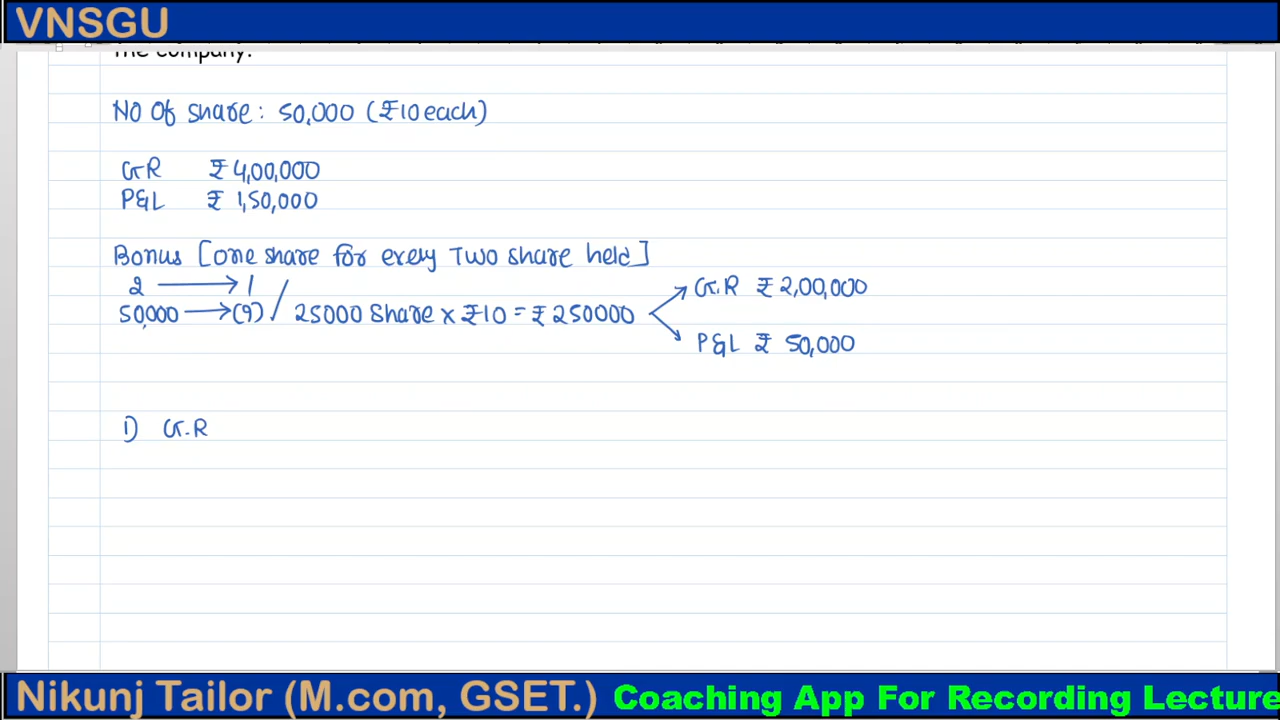 VNSGU
The company.
No Of share : 50,000 (₹10 each)
G.R ₹ 4,00,000
P&L ₹ 1,50,000
Bonus [one share for every Two share held]
2 → 1
50,000 → (?) / 25000 Share x ₹10 = ₹ 250000
G.R ₹ 2,00,000
P&L ₹ 50,000
1) G.R
Nikunj Tailor (M.com, GSET.) Coaching App For Recording Lecture